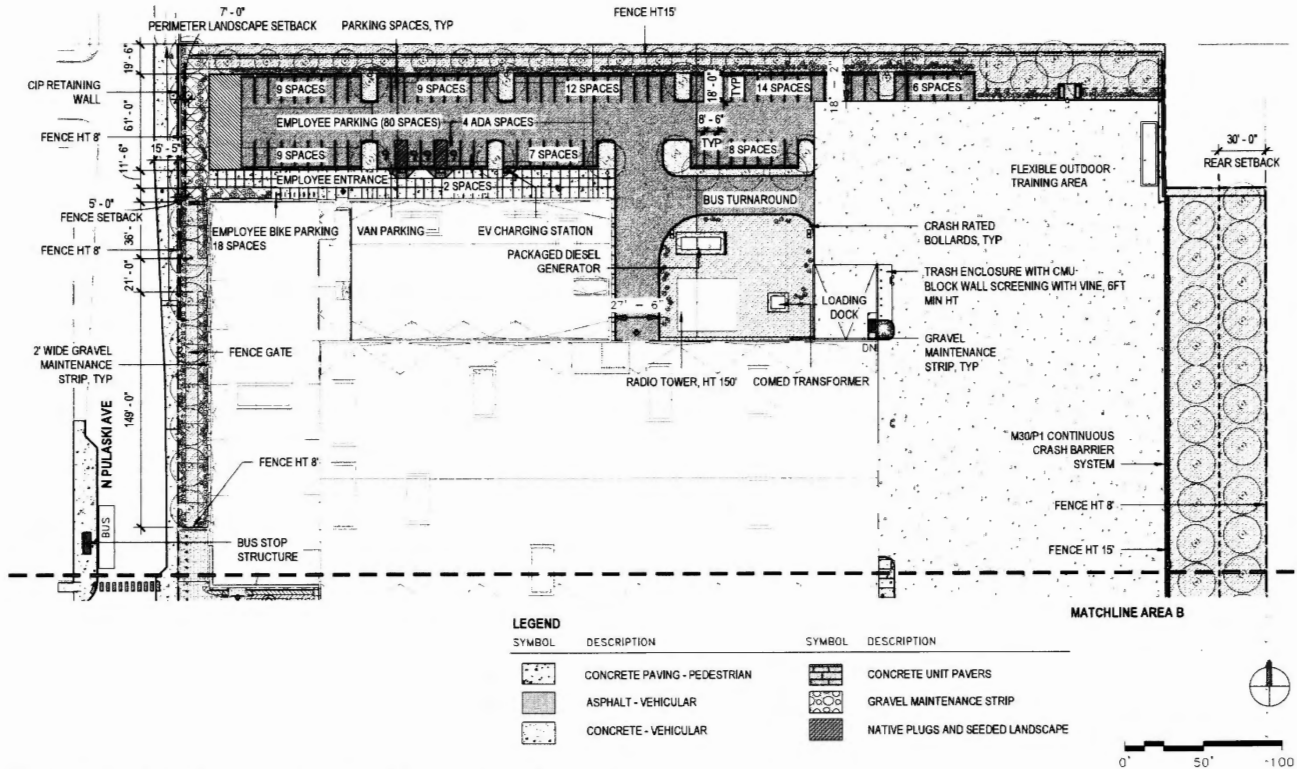 7' - 0"
PERIMETER LANDSCAPE SETBACK
PARKING SPACES, TYP
FENCE HT15'
19' - 6"
CIP RETAINING
WALL
61' - 0"
FENCE HT 8'
15' - 5"
11' - 6"
5' - 0"
FENCE SETBACK
36'
FENCE HT 8'
21' - 0"
2' WIDE GRAVEL
MAINTENANCE
STRIP, TYP
149' - 0"
N PULASKI AVE
BUS
9 SPACES
9 SPACES
12 SPACES
18' - 0"
TYP
14 SPACES
18' - 2"
6 SPACES
EMPLOYEE PARKING (80 SPACES)
4 ADA SPACES
8' - 6"
TYP
9 SPACES
7 SPACES
8 SPACES
EMPLOYEE ENTRANCE
2 SPACES
BUS TURNAROUND
FLEXIBLE OUTDOOR
TRAINING AREA
30' - 0"
REAR SETBACK
EMPLOYEE BIKE PARKING
18 SPACES
VAN PARKING
EV CHARGING STATION
PACKAGED DIESEL
GENERATOR
CRASH RATED
BOLLARDS, TYP
TRASH ENCLOSURE WITH CMU
BLOCK WALL SCREENING WITH VINE, 6FT
MIN HT
27' - 6"
LOADING
DOCK
DN
GRAVEL
MAINTENANCE
STRIP, TYP
FENCE GATE
RADIO TOWER, HT 150'
COMED TRANSFORMER
M30/P1 CONTINUOUS
CRASH BARRIER
SYSTEM
FENCE HT 8'
FENCE HT 8'
BUS STOP
STRUCTURE
FENCE HT 15'
MATCHLINE AREA B
LEGEND
SYMBOL DESCRIPTION SYMBOL DESCRIPTION
CONCRETE PAVING - PEDESTRIAN CONCRETE UNIT PAVERS
ASPHALT - VEHICULAR GRAVEL MAINTENANCE STRIP
CONCRETE - VEHICULAR NATIVE PLUGS AND SEEDED LANDSCAPE
0' 50' 100